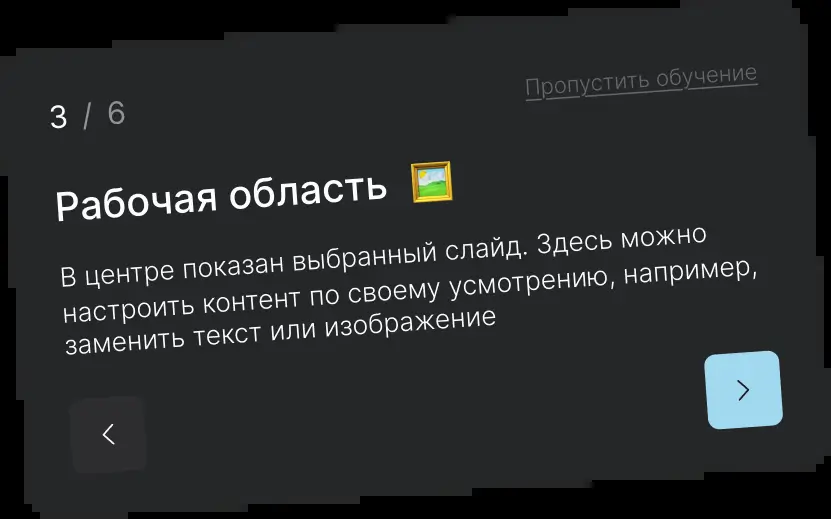 Пропустить обучение
3 / 6
Рабочая область 🖼️
В центре показан выбранный слайд. Здесь можно
настроить контент по своему усмотрению, например,
заменить текст или изображение